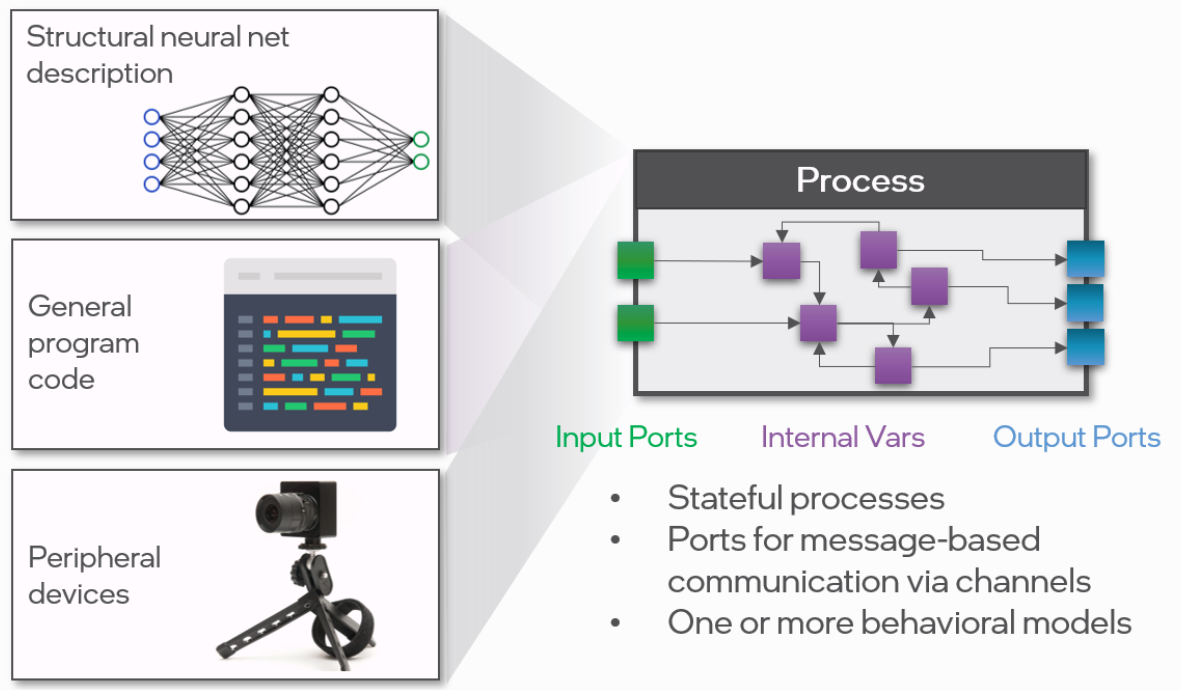 Structural neural net
description
General
program
code
Peripheral
devices
Process
Input Ports
Internal Vars
Output Ports
• Stateful processes
• Ports for message-based
communication via channels
• One or more behavioral models